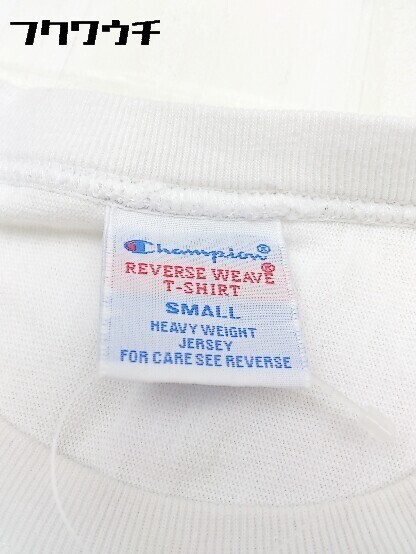 フクワウチ
Champion®
REVERSE WEAVE®
T-SHIRT
SMALL
HEAVY WEIGHT
JERSEY
FOR CARE SEE REVERSE